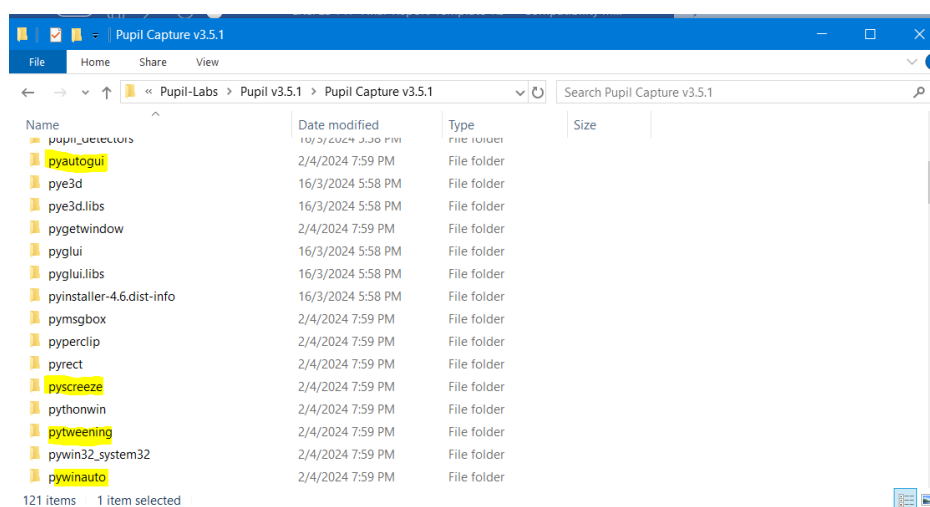 Pupil Capture v3.5.1
File Home Share View
« Pupil-Labs > Pupil v3.5.1 > Pupil Capture v3.5.1 Search Pupil Capture v3.5.1
Name Date modified Type Size
pupil_detectors 16/3/2024 5:58 PM File folder
pyautogui 2/4/2024 7:59 PM File folder
pye3d 16/3/2024 5:58 PM File folder
pye3d.libs 16/3/2024 5:58 PM File folder
pygetwindow 2/4/2024 7:59 PM File folder
pyglui 16/3/2024 5:58 PM File folder
pyglui.libs 16/3/2024 5:58 PM File folder
pyinstaller-4.6.dist-info 16/3/2024 5:58 PM File folder
pymsgbox 2/4/2024 7:59 PM File folder
pyperclip 2/4/2024 7:59 PM File folder
pyrect 2/4/2024 7:59 PM File folder
pyscreeze 2/4/2024 7:59 PM File folder
pythonwin 2/4/2024 7:59 PM File folder
pytweening 2/4/2024 7:59 PM File folder
pywin32_system32 2/4/2024 7:59 PM File folder
pywinauto 2/4/2024 7:59 PM File folder
121 items 1 item selected